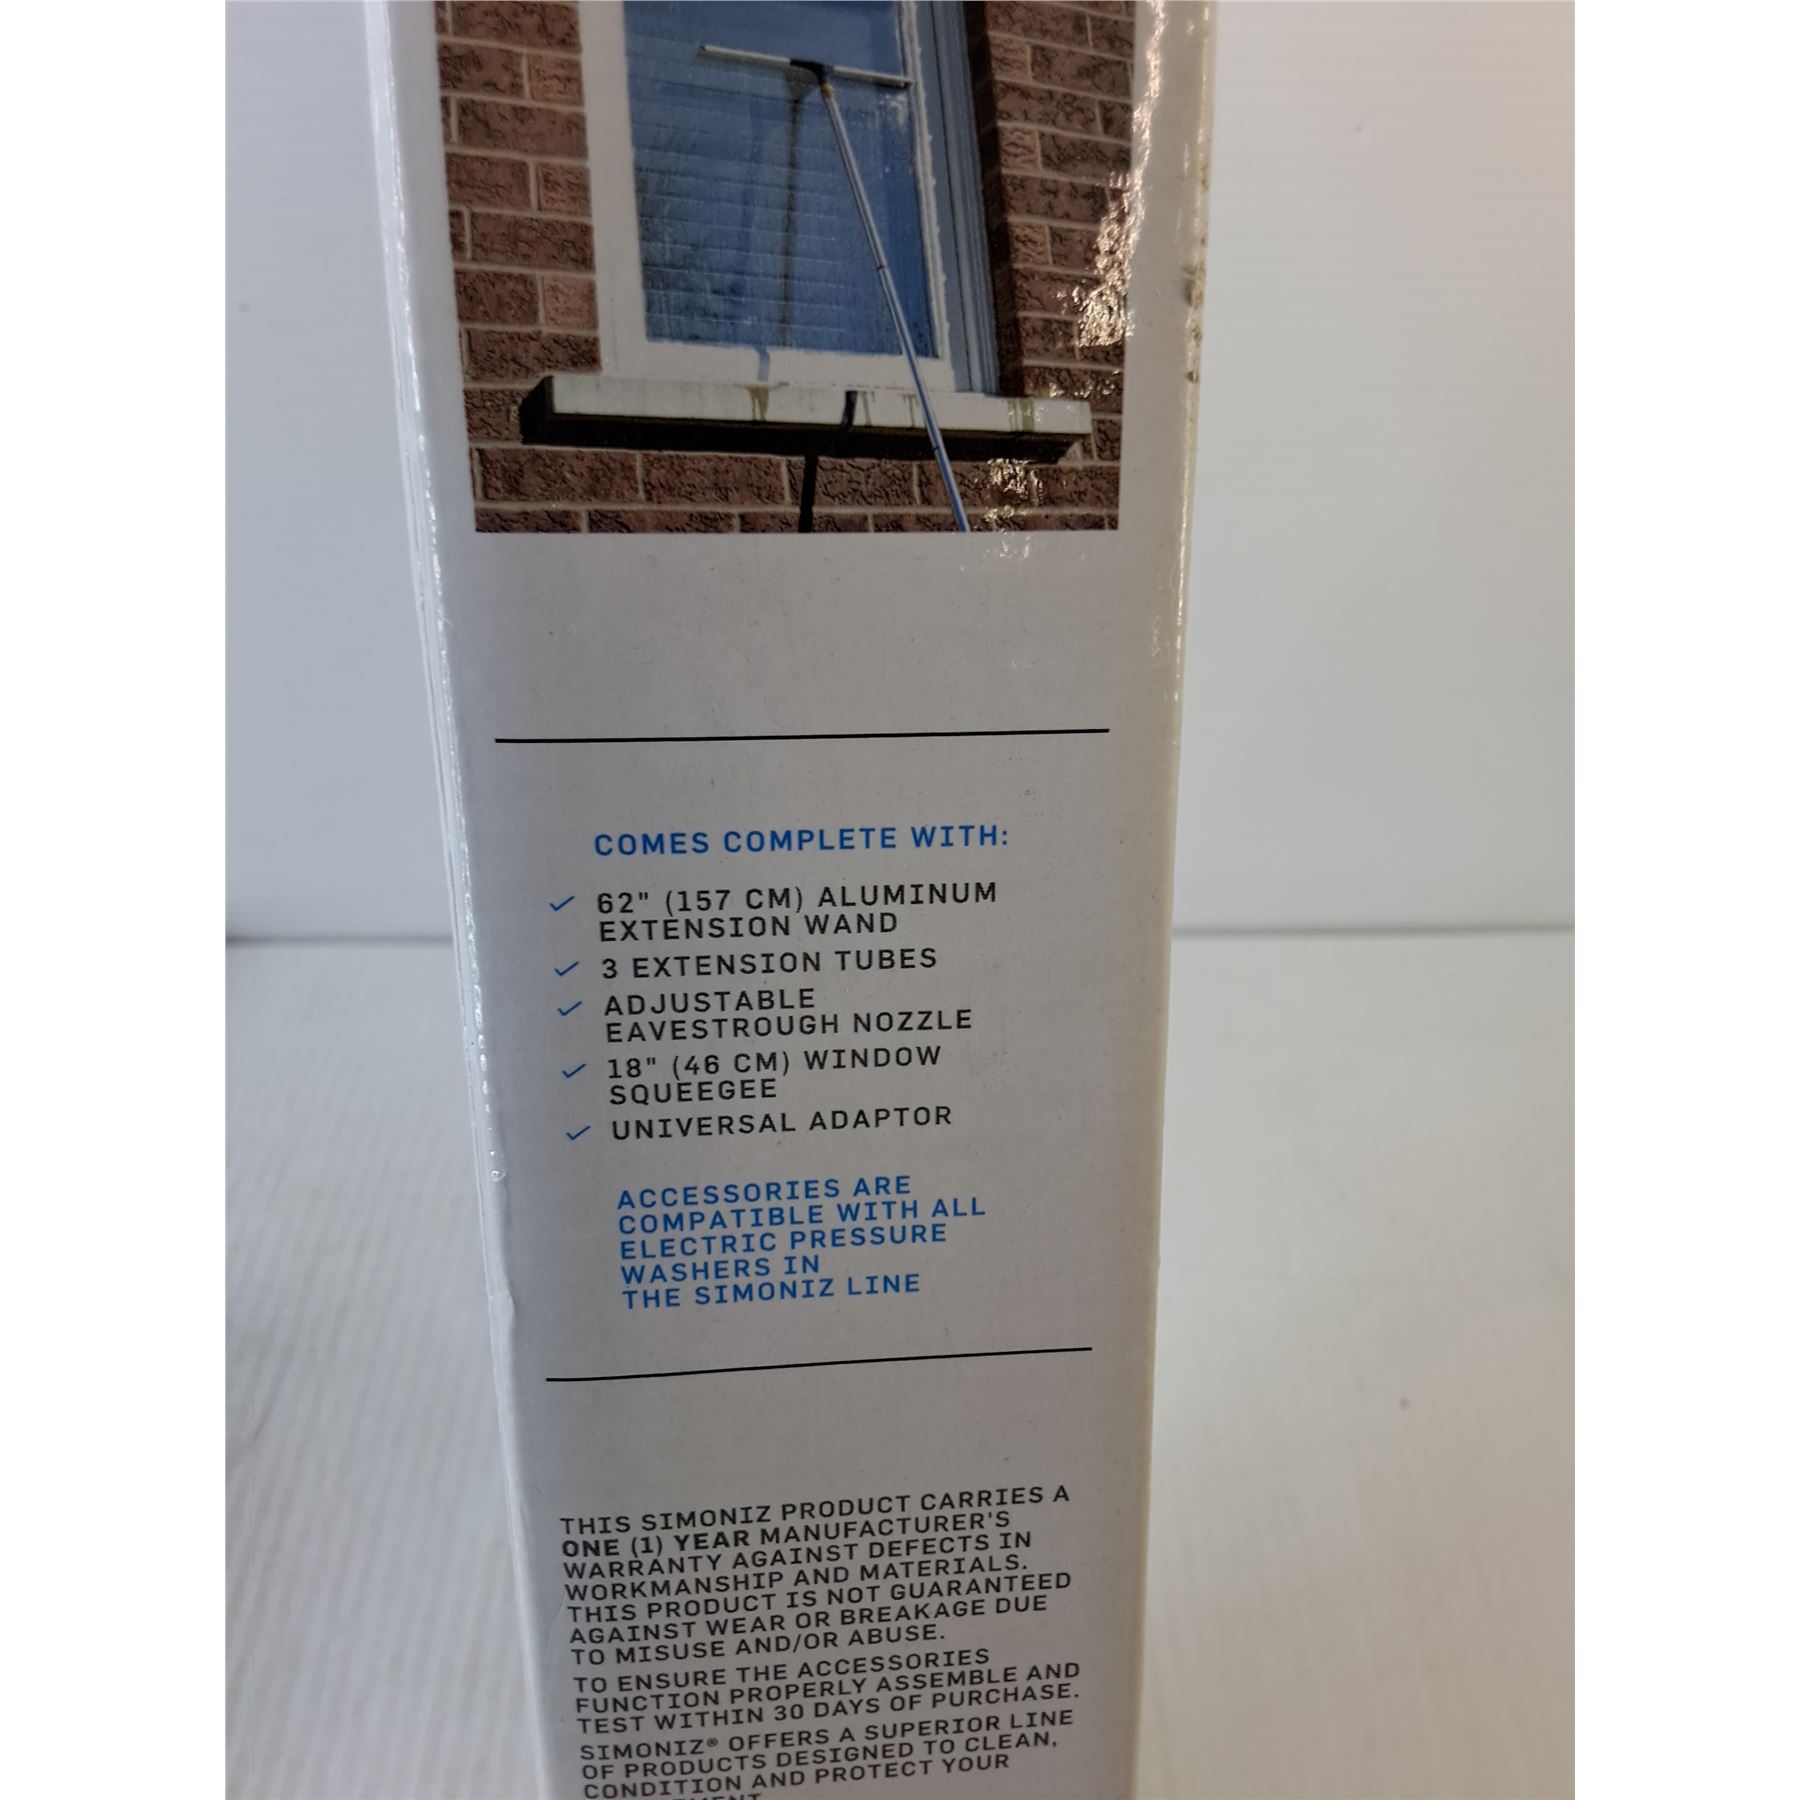 COMES COMPLETE WITH:
62" (157 CM) ALUMINUM
EXTENSION WAND
3 EXTENSION TUBES
ADJUSTABLE
EAVESTROUGH NOZZLE
18" (46 CM) WINDOW
SQUEEGEE
UNIVERSAL ADAPTOR
ACCESSORIES ARE
COMPATIBLE WITH ALL
ELECTRIC PRESSURE
WASHERS IN
THE SIMONIZ LINE
THIS SIMONIZ PRODUCT CARRIES A
ONE (1) YEAR MANUFACTURER'S
WARRANTY AGAINST DEFECTS IN
WORKMANSHIP AND MATERIALS.
THIS PRODUCT IS NOT GUARANTEED
AGAINST WEAR OR BREAKAGE DUE
TO MISUSE AND/OR ABUSE.
TO ENSURE THE ACCESSORIES
FUNCTION PROPERLY ASSEMBLE AND
TEST WITHIN 30 DAYS OF PURCHASE.
SIMONIZ® OFFERS A SUPERIOR LINE
OF PRODUCTS DESIGNED TO CLEAN,
CONDITION AND PROTECT YOUR